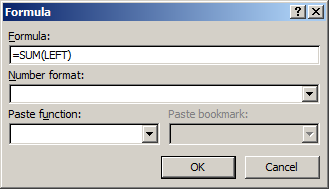 Formula
Formula:
=SUM(LEFT)
Number format:
Paste function: Paste bookmark:
OK Cancel